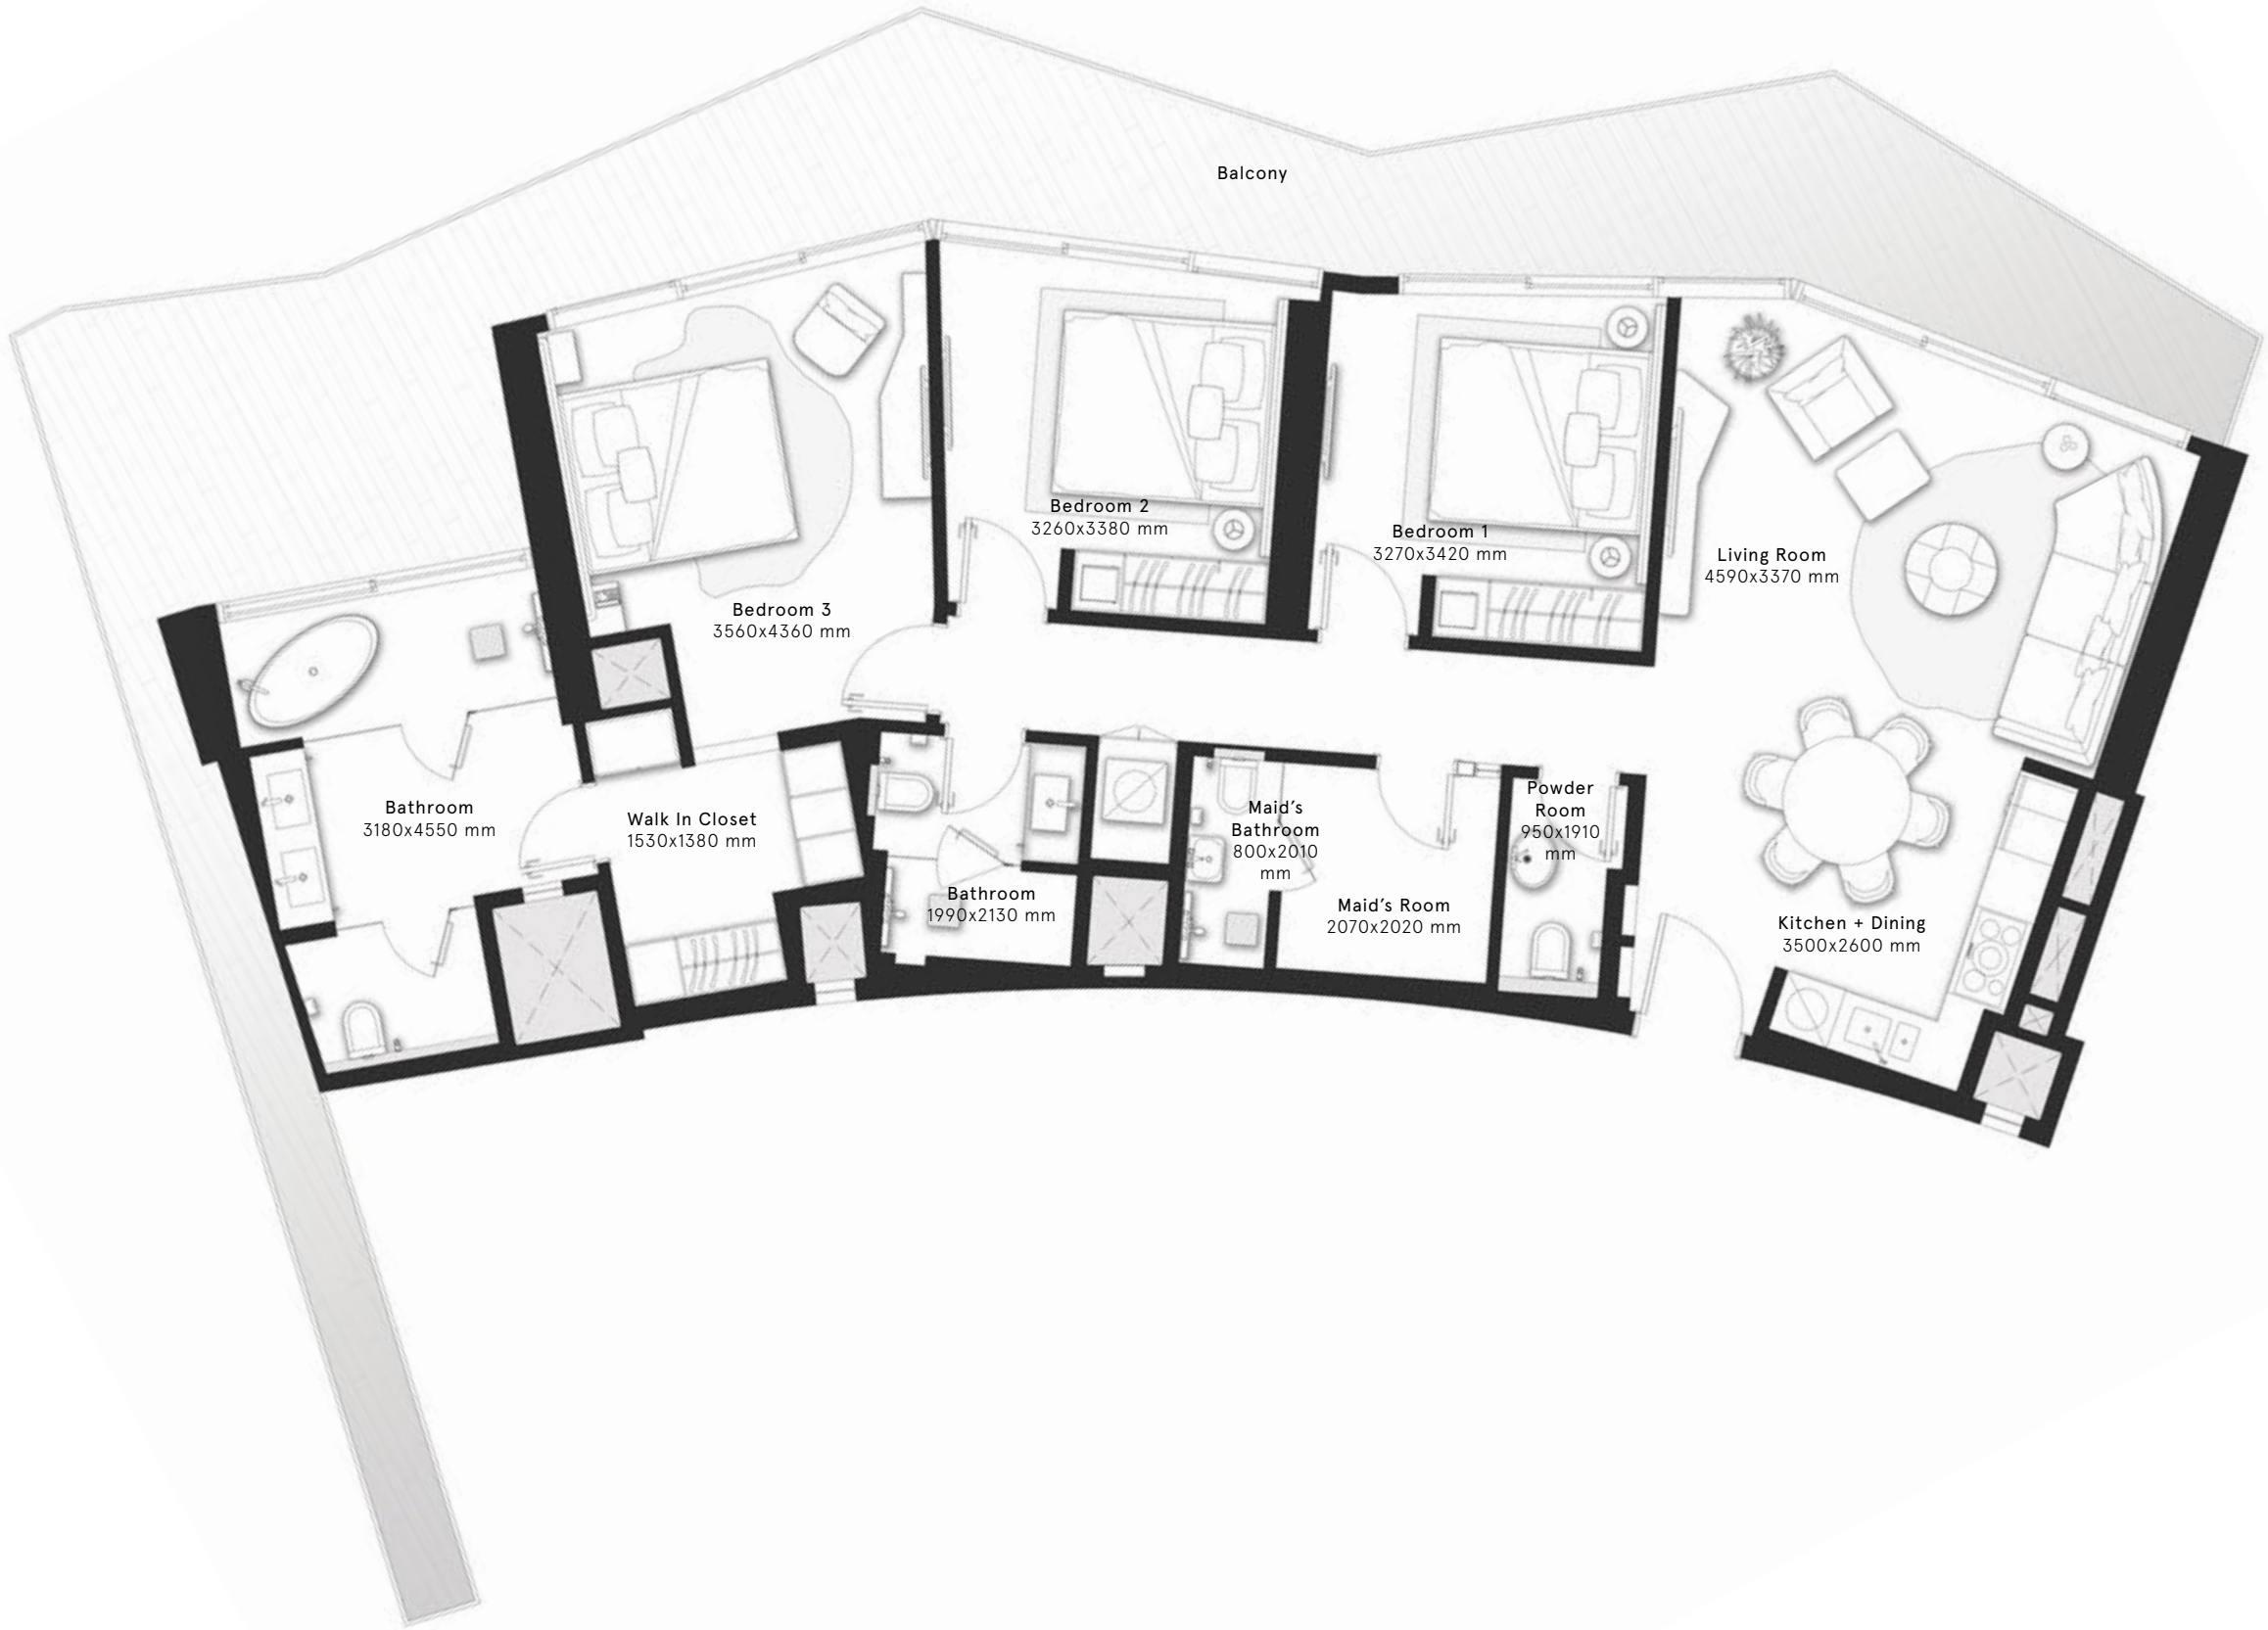 Balcony
Bedroom 2
3260x3380 mm
Bedroom 1
3270x3420 mm
Living Room
4590x3370 mm
Bedroom 3
3560x4360 mm
Bathroom
3180x4550 mm
Walk In Closet
1530x1380 mm
Bathroom
1990x2130 mm
Maid's
Bathroom
800x2010
mm
Maid's Room
2070x2020 mm
Powder
Room
950x1910
mm
Kitchen + Dining
3500x2600 mm